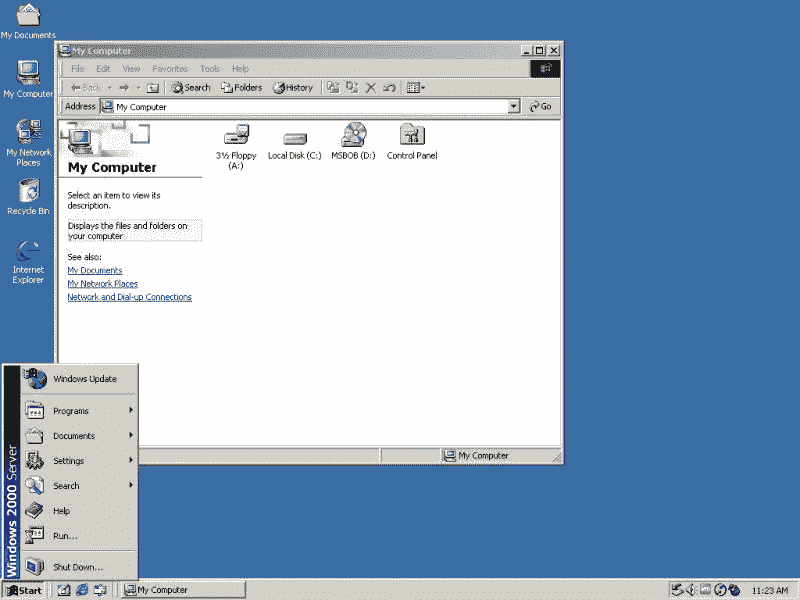 My Documents
My Computer
My Network
Places
Recycle Bin
Internet
Explorer
My Computer
File Edit View Favorites Tools Help
Back Search Folders History
Address My Computer Go
My Computer
Select an item to view its
description.
Displays the files and folders on
your computer
See also:
My Documents
My Network Places
Network and Dial-up Connections
3½ Floppy
(A:)
Local Disk (C:)
MSBOB (D:)
Control Panel
My Computer
Windows 2000 Server
Windows Update
Programs
Documents
Settings
Search
Help
Run...
Shut Down...
Start
My Computer
11:23 AM